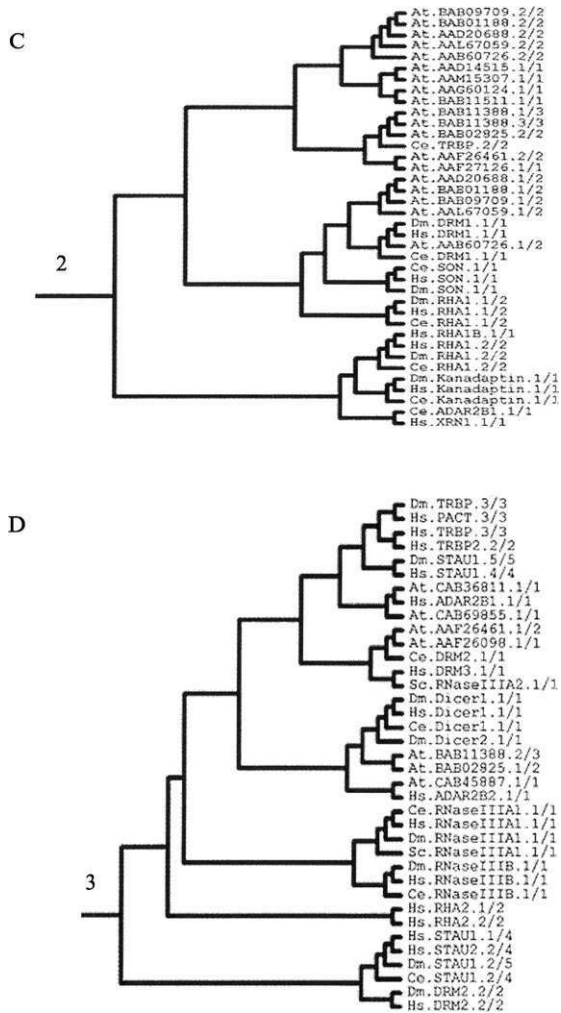 C
At.BAB09709.2/2
At.BAB01188.2/2
At.AAD20688.2/2
At.AAL67059.2/2
At.AAB60726.2/2
At.AAD14515.1/1
At.AAM15307.1/1
At.AAG60124.1/1
At.BAB11511.1/1
At.BAB11388.1/3
At.BAB11388.3/3
At.BAB02825.2/2
Ce.TRBP.2/2
At.AAF26461.2/2
At.AAF27126.1/1
At.AAD20688.1/2
At.BAB01188.1/2
At.BAB09709.1/2
At.AAL67059.1/2
Dm.DRM1.1/1
Hs.DRM1.1/1
At.AAB60726.1/2
Ce.DRM1.1/1
2
Ce.SON.1/1
Hs.SON.1/1
Dm.SON.1/1
Dm.RHA1.1/2
Hs.RHA1.1/2
Ce.RHA1.1/2
Hs.RHA1B.1/1
Hs.RHA1.2/2
Dm.RHA1.2/2
Ce.RHA1.2/2
Dm.Kanadaptin.1/1
Hs.Kanadaptin.1/1
Ce.Kanadaptin.1/1
Ce.ADAR2B1.1/1
Hs.XRN1.1/1
D
Dm.TRBP.3/3
Hs.PACT.3/3
Hs.TRBP.3/3
Hs.TRBP2.2/2
Dm.STAU1.5/5
Hs.STAU1.4/4
At.CAB36811.1/1
Hs.ADAR2B1.1/1
At.CAB69855.1/1
At.AAF26461.1/2
At.AAF26098.1/1
Ce.DRM2.1/1
Hs.DRM3.1/1
Sc.RNaseIIIA2.1/1
Dm.Dicer1.1/1
Hs.Dicer1.1/1
Ce.Dicer1.1/1
Dm.Dicer2.1/1
At.BAB11388.2/3
At.BAB02825.1/2
At.CAB45887.1/1
Hs.ADAR2B2.1/1
Ce.RNaseIIIA1.1/1
Hs.RNaseIIIA1.1/1
Dm.RNaseIIIA1.1/1
Sc.RNaseIIIA1.1/1
Dm.RNaseIIIB.1/1
Hs.RNaseIIIB.1/1
Ce.RNaseIIIB.1/1
3
Hs.RHA2.1/2
Hs.RHA2.2/2
Hs.STAU1.1/4
Hs.STAU2.2/4
Dm.STAU1.2/5
Ce.STAU1.2/4
Dm.DRM2.2/2
Hs.DRM2.2/2